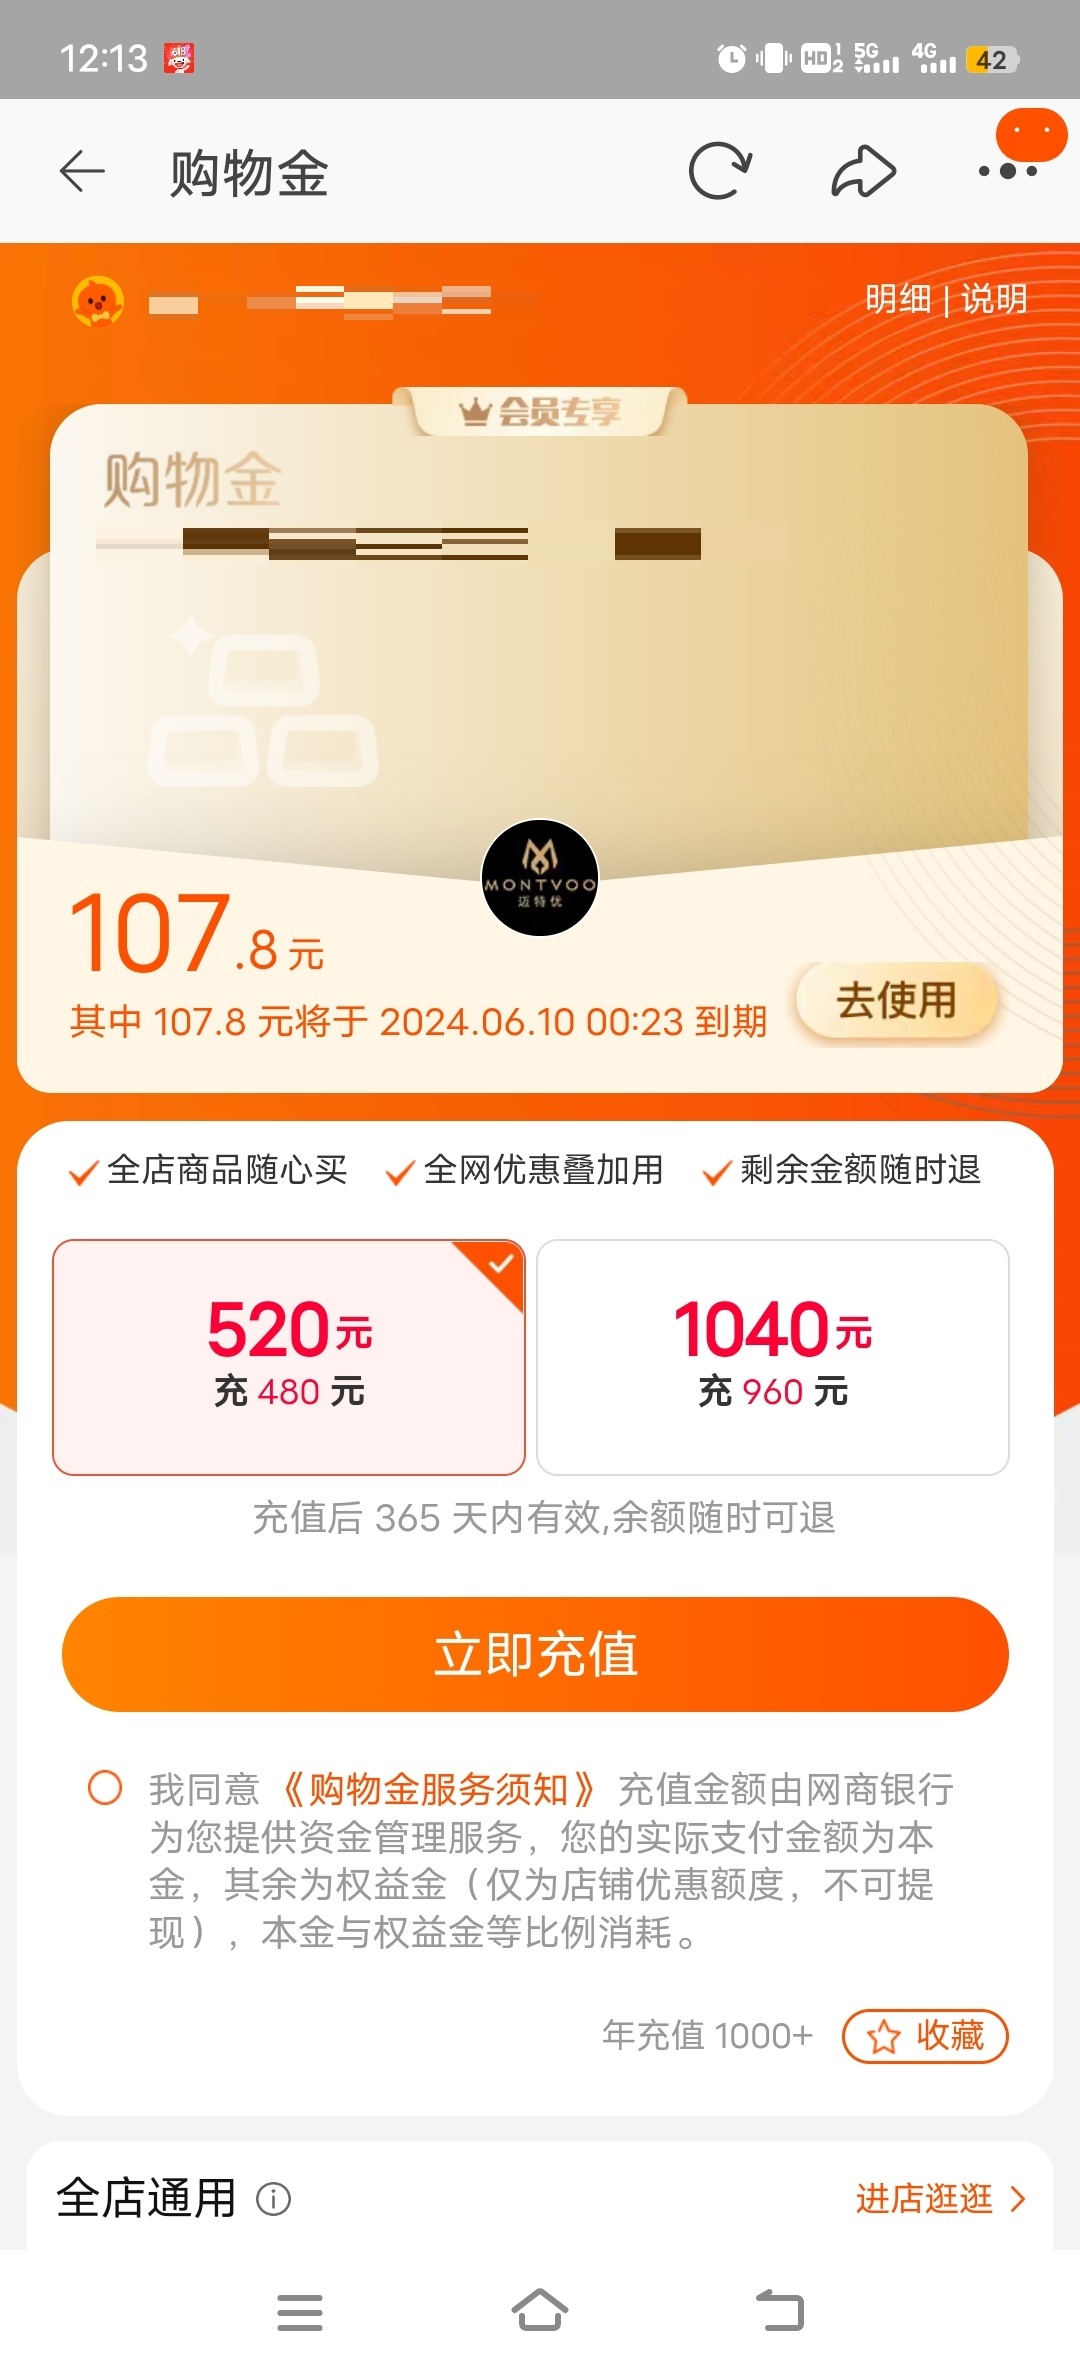 12:13
618
HD 1 2 5G 4G 42
购物金
明细 | 说明
会员专享
购物金
MONTVOO
迈特优
107.8 元
其中 107.8 元将于 2024.06.10 00:23 到期
去使用
全店商品随心买 全网优惠叠加用 剩余金额随时退
520元 1040元
充 480 元 充 960 元
充值后 365 天内有效,余额随时可退
立即充值
我同意《购物金服务须知》充值金额由网商银行
为您提供资金管理服务，您的实际支付金额为本
金，其余为权益金（仅为店铺优惠额度，不可提
现），本金与权益金等比例消耗。
年充值 1000+ 收藏
全店通用 进店逛逛